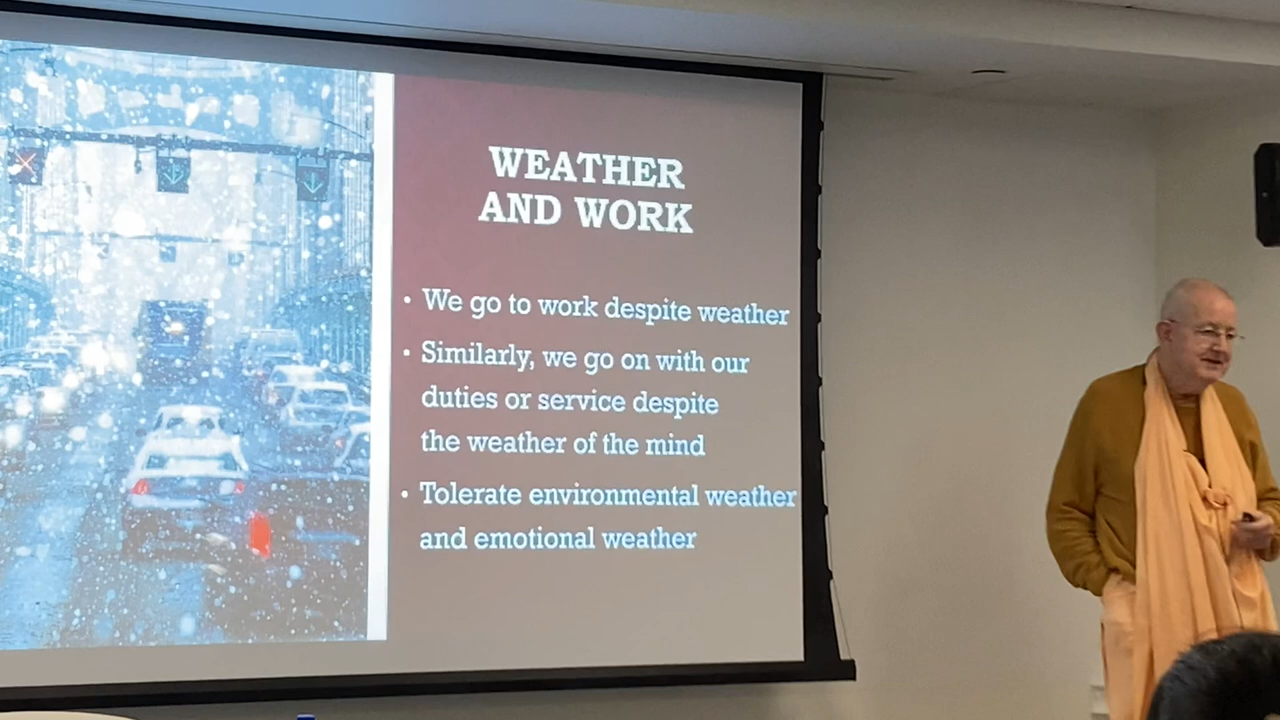 WEATHER
AND WORK
• We go to work despite weather
• Similarly, we go on with our
duties or service despite
the weather of the mind
• Tolerate environmental weather
and emotional weather